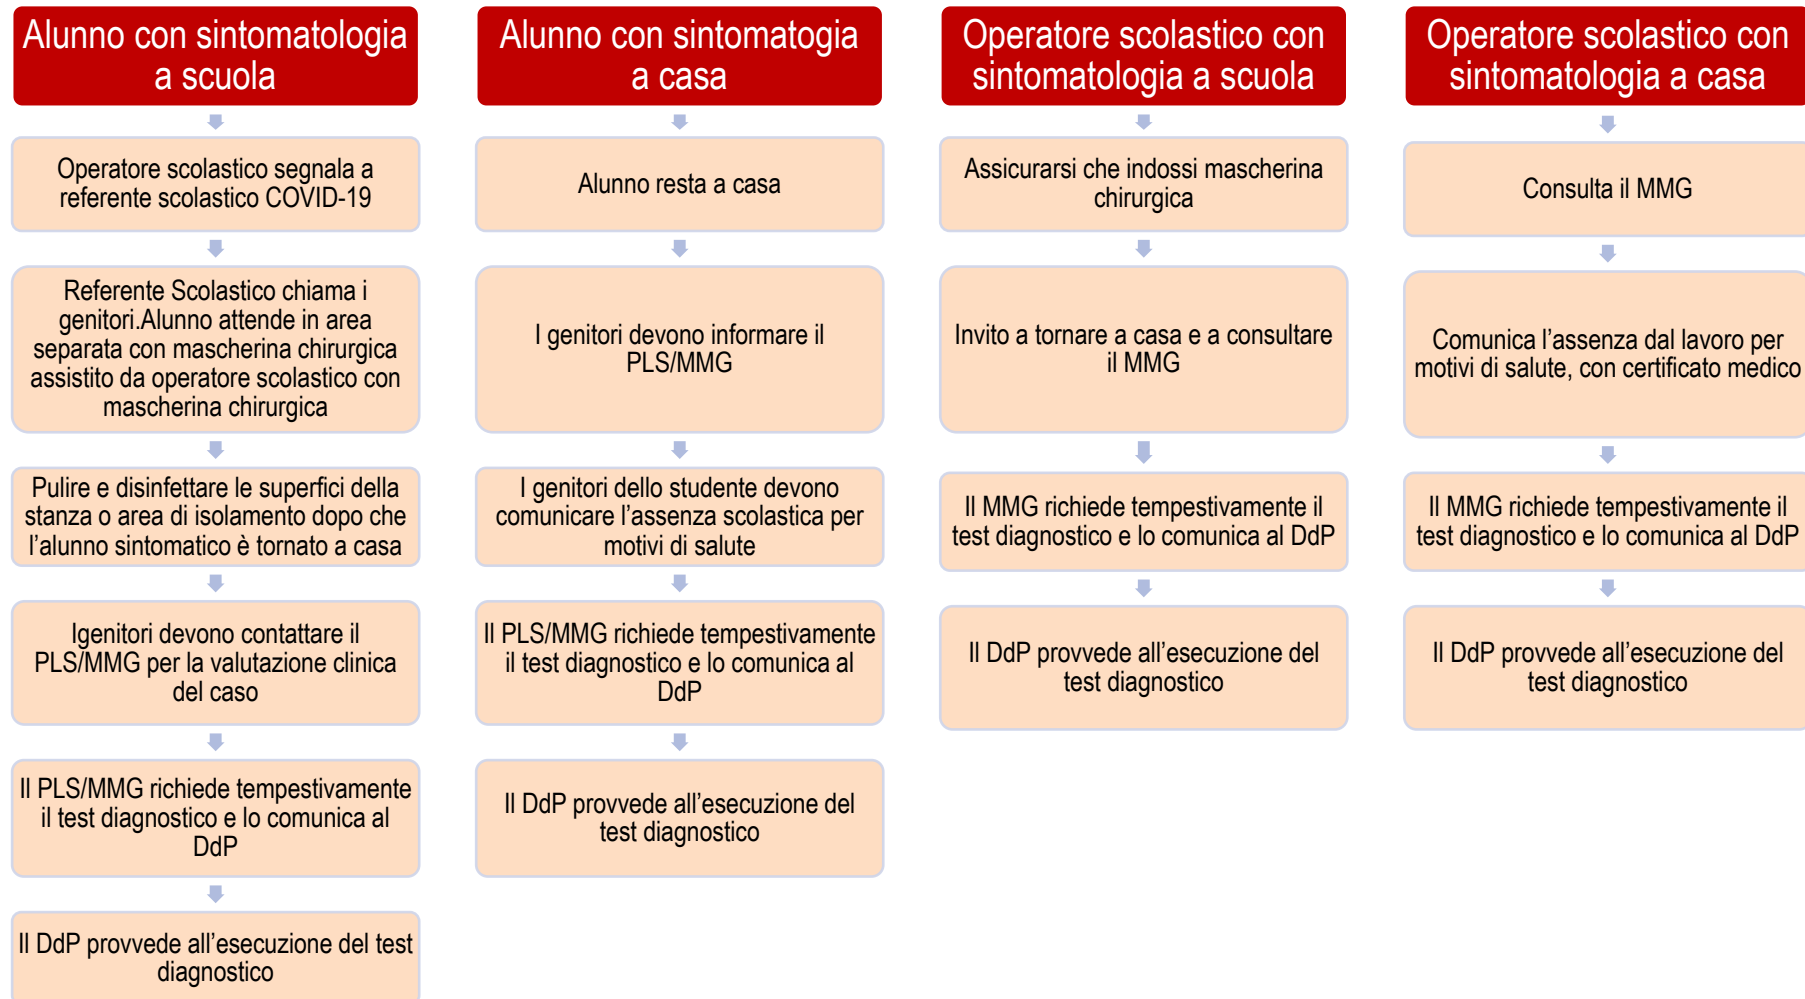 Alunno con sintomatologia
a scuola
Operatore scolastico segnala a
referente scolastico COVID-19
Referente Scolastico chiama i
genitori.Alunno attende in area
separata con mascherina chirurgica
assistito da operatore scolastico con
mascherina chirurgica
Pulire e disinfettare le superfici della
stanza o area di isolamento dopo che
l’alunno sintomatico è tornato a casa
Igenitori devono contattare il
PLS/MMG per la valutazione clinica
del caso
Il PLS/MMG richiede tempestivamente
il test diagnostico e lo comunica al
DdP
Il DdP provvede all’esecuzione del test
diagnostico
Alunno con sintomatogia
a casa
Alunno resta a casa
I genitori devono informare il
PLS/MMG
I genitori dello studente devono
comunicare l’assenza scolastica per
motivi di salute
Il PLS/MMG richiede tempestivamente
il test diagnostico e lo comunica al
DdP
Il DdP provvede all’esecuzione del
test diagnostico
Operatore scolastico con
sintomatologia a scuola
Assicurarsi che indossi mascherina
chirurgica
Invito a tornare a casa e a consultare
il MMG
Il MMG richiede tempestivamente il
test diagnostico e lo comunica al DdP
Il DdP provvede all’esecuzione del
test diagnostico
Operatore scolastico con
sintomatologia a casa
Consulta il MMG
Comunica l’assenza dal lavoro per
motivi di salute, con certificato medico
Il MMG richiede tempestivamente il
test diagnostico e lo comunica al DdP
Il DdP provvede all’esecuzione del
test diagnostico